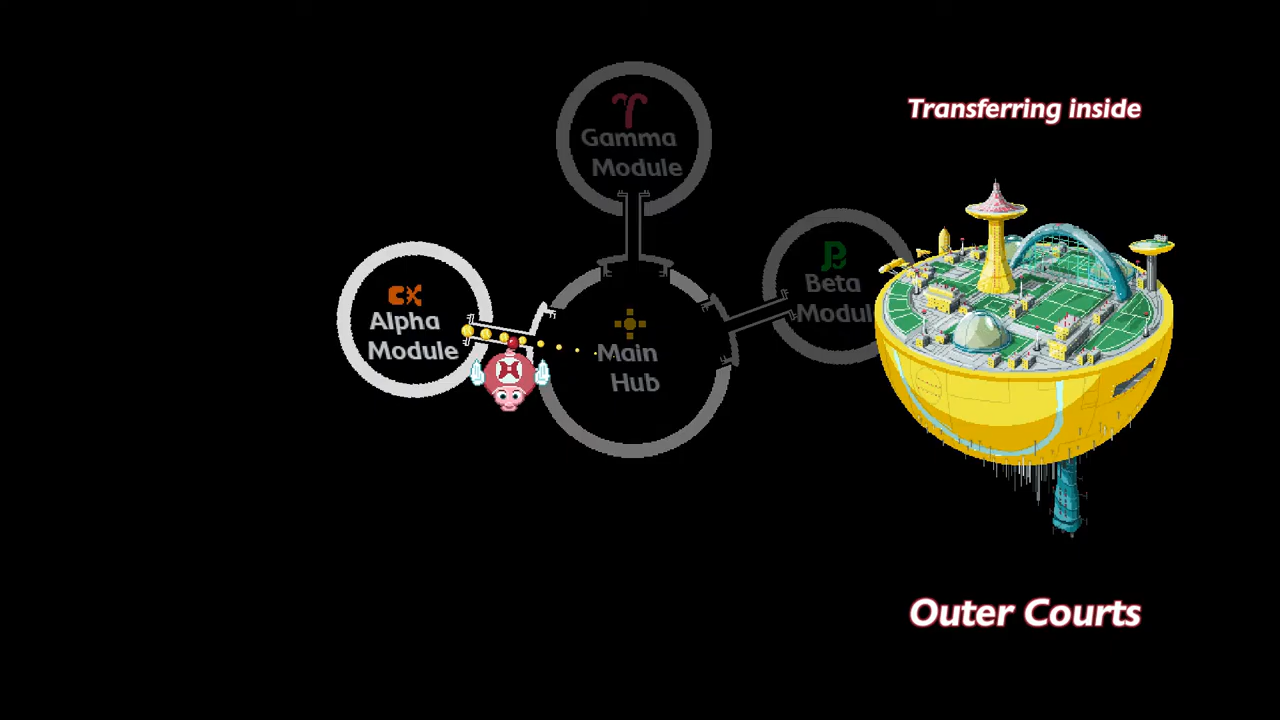 Transferring inside
Gamma
Module
Alpha
Module
Main
Hub
Beta
Modul
Outer Courts